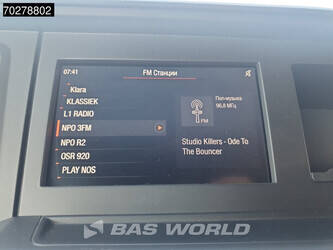 70278802
07:41
FM Станции
Klara
KLASSIEK
L1 RADIO
NPO 3FM
NPO R2
OSR 920
PLAY NOS
Поп-музыка
96,8 МГц
FM
Studio Killers - Ode To
The Bouncer
BAS WORLD